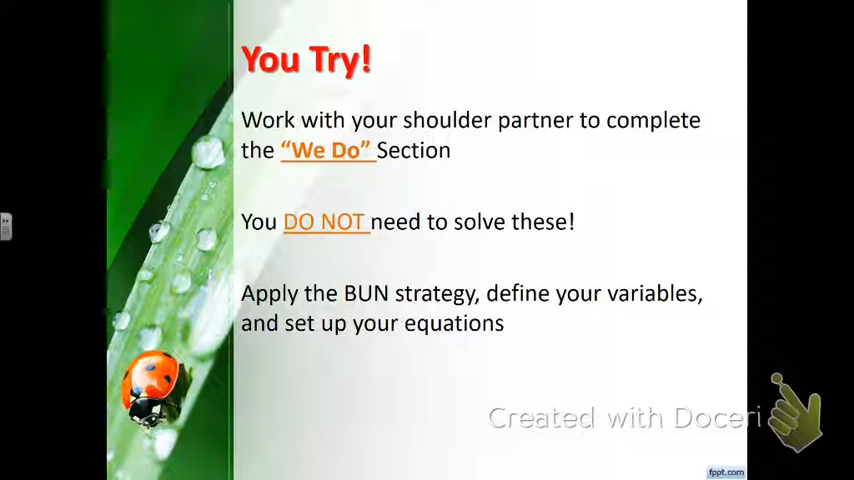 You Try!
Work with your shoulder partner to complete
the “We Do” Section
You DO NOT need to solve these!
Apply the BUN strategy, define your variables,
and set up your equations
Created with Doceri
fppt.com